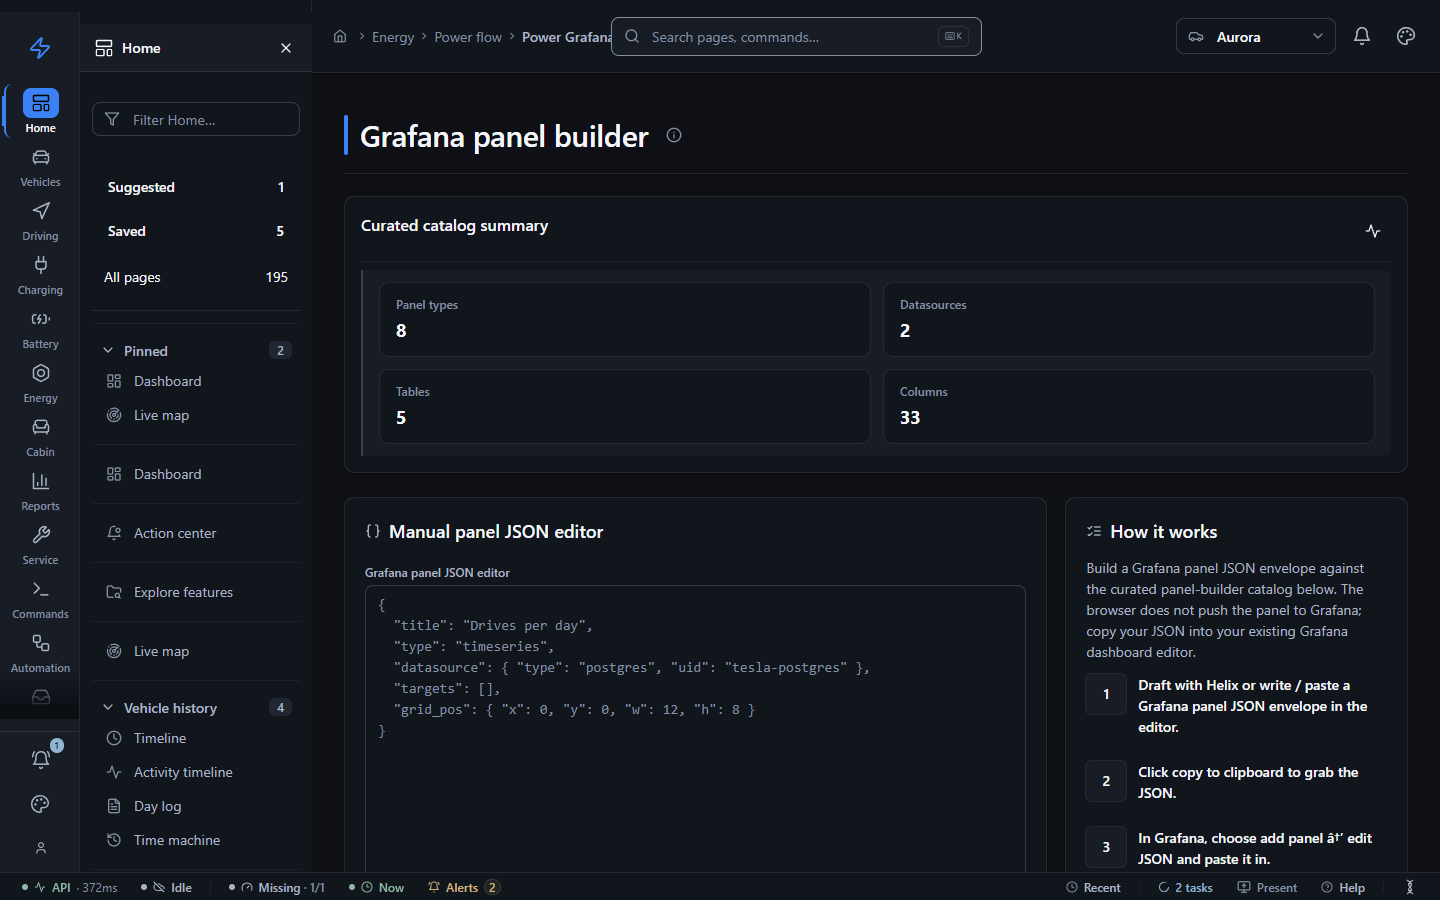 Home
Energy
Power flow
Power Grafana
Search pages, commands...
K
Aurora
Home
Vehicles
Driving
Charging
Battery
Energy
Cabin
Reports
Service
Commands
Automation
1
Filter Home...
Suggested 1
Saved 5
All pages 195
Pinned 2
Dashboard
Live map
Dashboard
Action center
Explore features
Live map
Vehicle history 4
Timeline
Activity timeline
Day log
Time machine
Grafana panel builder
Curated catalog summary
Panel types
8
Datasources
2
Tables
5
Columns
33
Manual panel JSON editor
Grafana panel JSON editor
{
"title": "Drives per day",
"type": "timeseries",
"datasource": { "type": "postgres", "uid": "tesla-postgres" },
"targets": [],
"grid_pos": { "x": 0, "y": 0, "w": 12, "h": 8 }
}
How it works
Build a Grafana panel JSON envelope against
the curated panel-builder catalog below. The
browser does not push the panel to Grafana;
copy your JSON into your existing Grafana
dashboard editor.
1
Draft with Helix or write / paste a
Grafana panel JSON envelope in the
editor.
2
Click copy to clipboard to grab the
JSON.
3
In Grafana, choose add panel â†’ edit
JSON and paste it in.
API · 372ms
Idle
Missing · 1/1
Now
Alerts 2
Recent
2 tasks
Present
Help